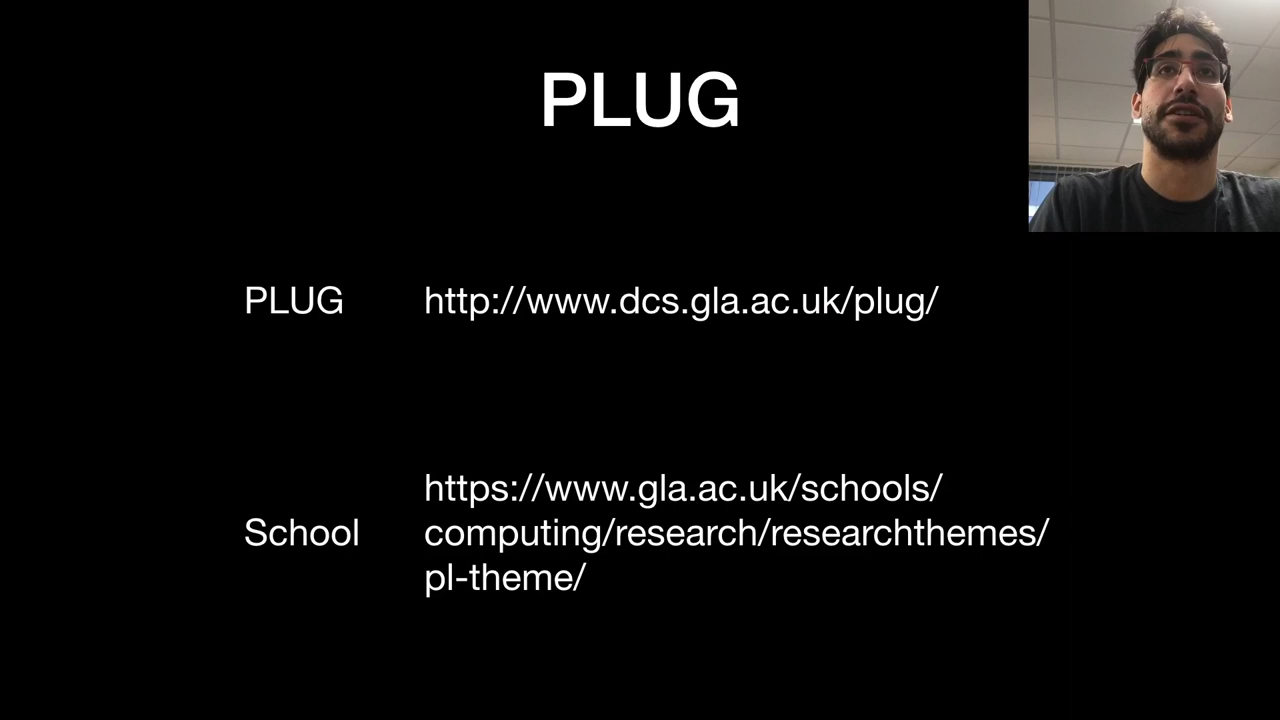 PLUG
PLUG http://www.dcs.gla.ac.uk/plug/
https://www.gla.ac.uk/schools/
School computing/research/researchthemes/
pl-theme/